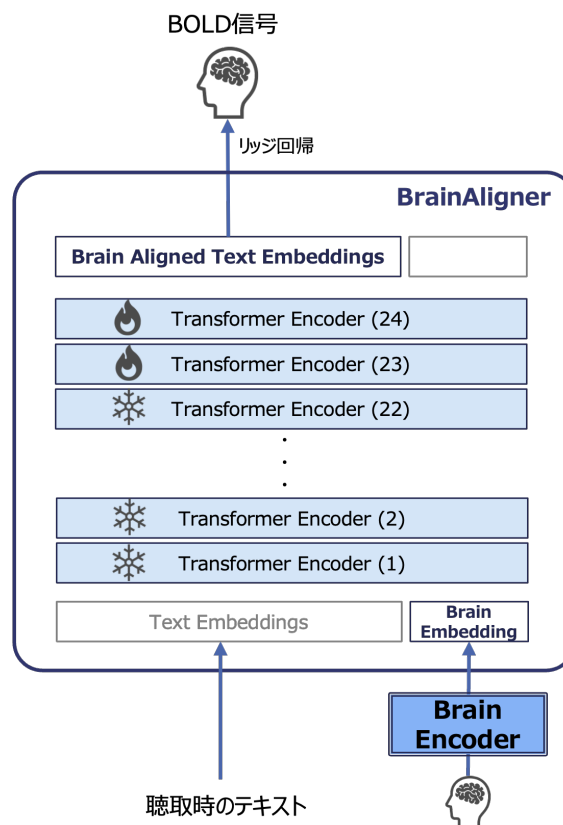 BOLD信号
リッジ回帰
BrainAligner
Brain Aligned Text Embeddings
Transformer Encoder (24)
Transformer Encoder (23)
Transformer Encoder (22)
Transformer Encoder (2)
Transformer Encoder (1)
Text Embeddings
Brain
Embedding
Brain
Encoder
聴取時のテキスト